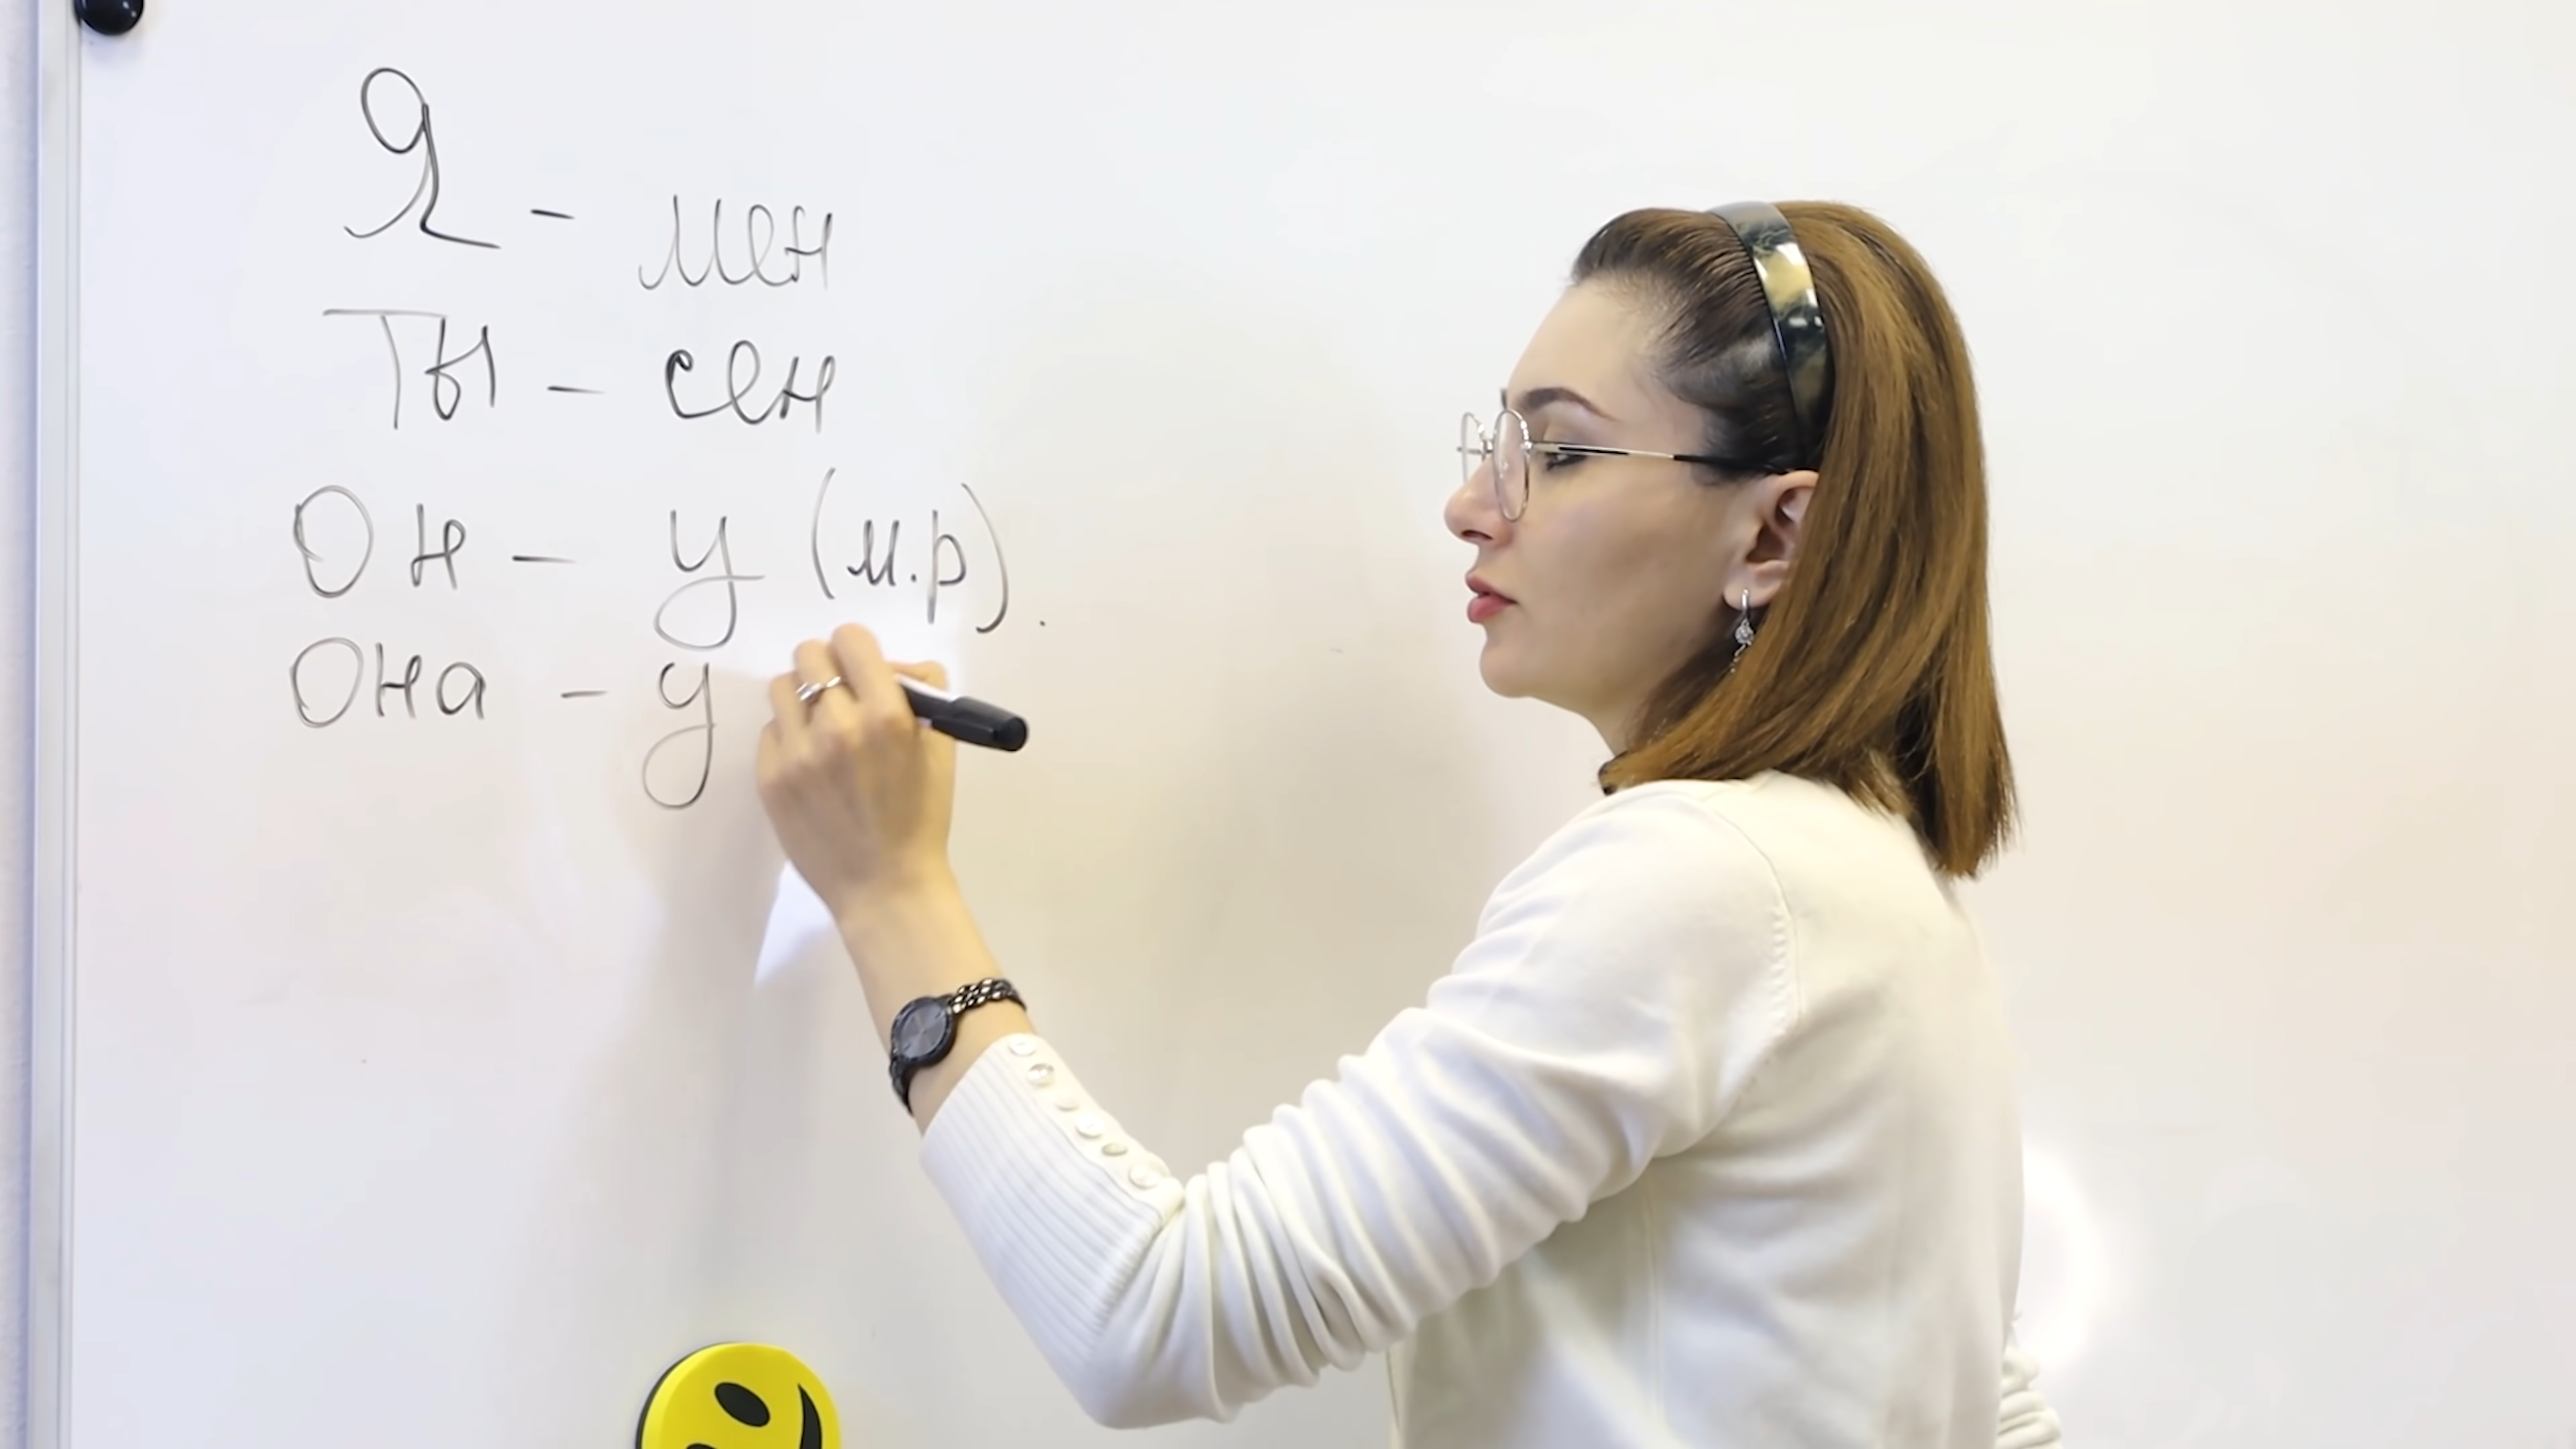 Я - мен
Ты - сен
Он - у (м.р).
Она - у